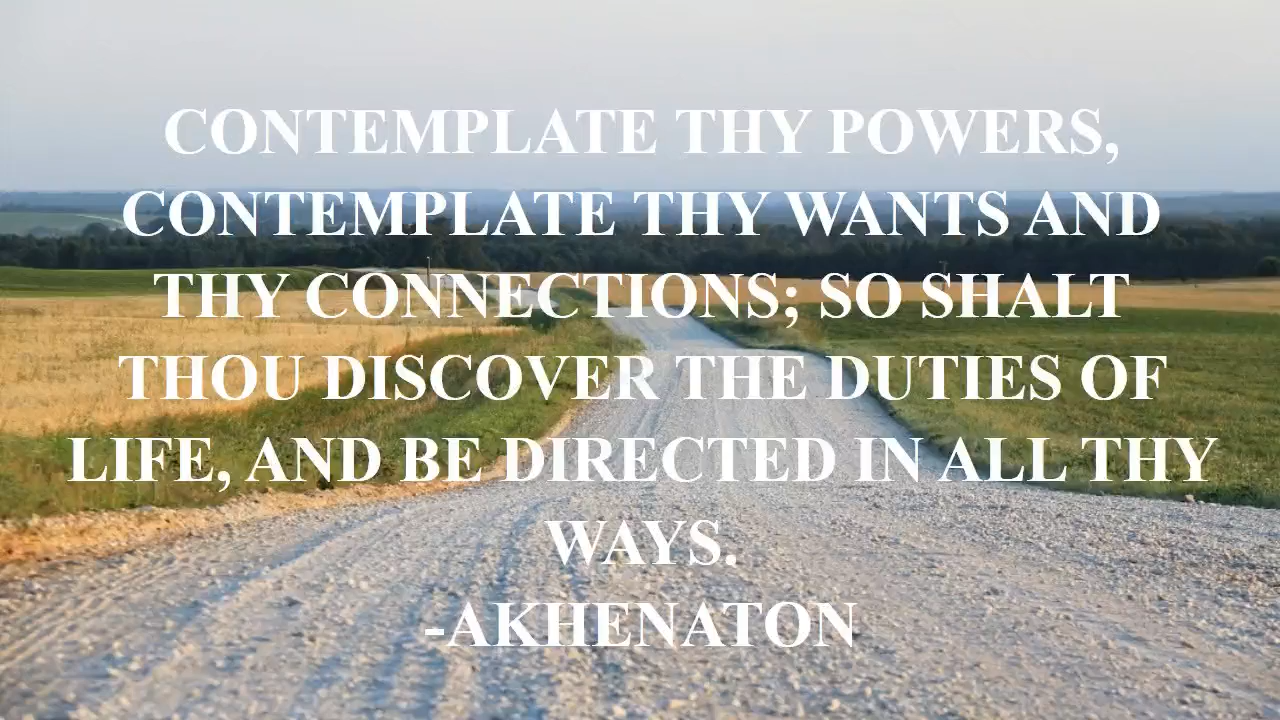 CONTEMPLATE THY POWERS,
CONTEMPLATE THY WANTS AND
THY CONNECTIONS; SO SHALT
THOU DISCOVER THE DUTIES OF
LIFE, AND BE DIRECTED IN ALL THY
WAYS.
-AKHENATON